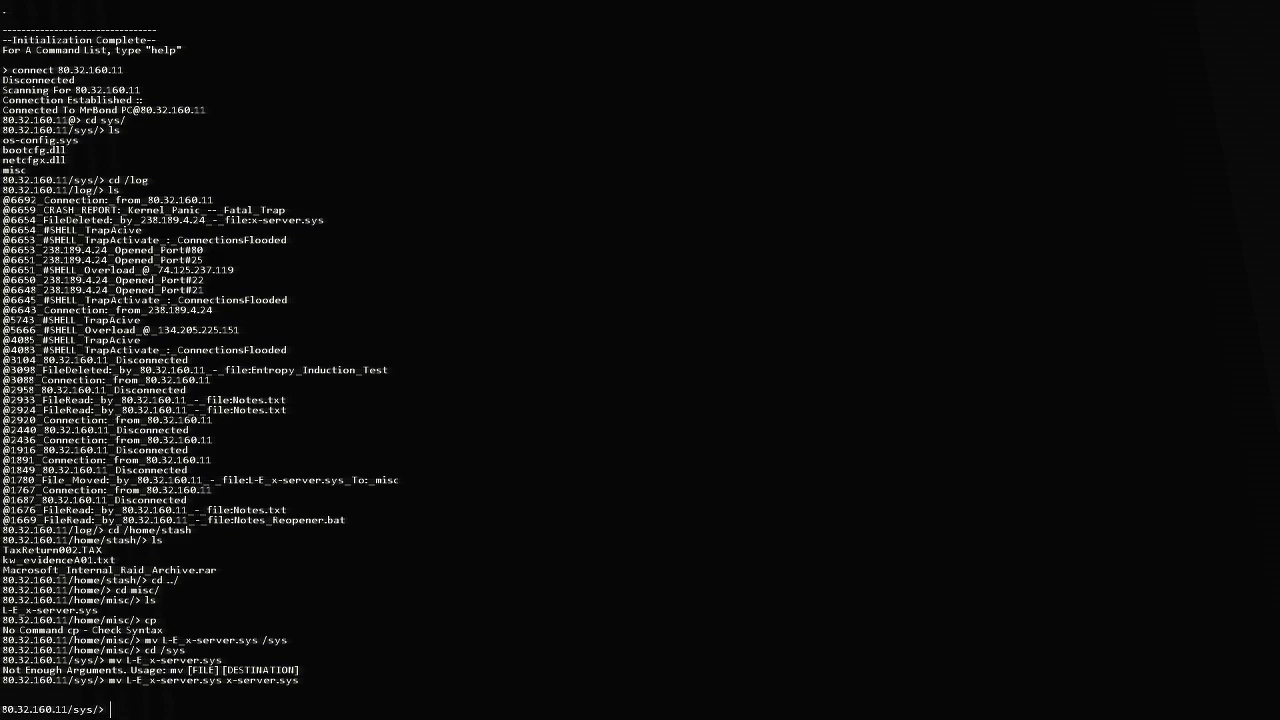 -
--------------------------------
--Initialization Complete--
For A Command List, type "help"
> connect 80.32.160.11
Disconnected
Scanning For 80.32.160.11
Connection Established ::
Connected To MrBond PC@80.32.160.11
80.32.160.11@> cd sys/
80.32.160.11/sys/> ls
os-config.sys
bootcfg.dll
netcfgx.dll
misc
80.32.160.11/sys/> cd /log
80.32.160.11/log/> ls
@6692_Connection:_from_80.32.160.11
@6659_CRASH_REPORT:_Kernel_Panic_--_Fatal_Trap
@6654_FileDeleted:_by_238.189.4.24_-_file:x-server.sys
@6654_#SHELL_TrapAcive
@6653_#SHELL_TrapActivate_:_ConnectionsFlooded
@6653_238.189.4.24_Opened_Port#80
@6651_238.189.4.24_Opened_Port#25
@6651_#SHELL_Overload_@_74.125.237.119
@6650_238.189.4.24_Opened_Port#22
@6648_238.189.4.24_Opened_Port#21
@6645_#SHELL_TrapActivate_:_ConnectionsFlooded
@6643_Connection:_from_238.189.4.24
@5743_#SHELL_TrapAcive
@5666_#SHELL_Overload_@_134.205.225.151
@4085_#SHELL_TrapAcive
@4083_#SHELL_TrapActivate_:_ConnectionsFlooded
@3104_80.32.160.11_Disconnected
@3098_FileDeleted:_by_80.32.160.11_-_file:Entropy_Induction_Test
@3088_Connection:_from_80.32.160.11
@2958_80.32.160.11_Disconnected
@2933_FileRead:_by_80.32.160.11_-_file:Notes.txt
@2924_FileRead:_by_80.32.160.11_-_file:Notes.txt
@2920_Connection:_from_80.32.160.11
@2440_80.32.160.11_Disconnected
@2436_Connection:_from_80.32.160.11
@1916_80.32.160.11_Disconnected
@1891_Connection:_from_80.32.160.11
@1849_80.32.160.11_Disconnected
@1780_File_Moved:_by_80.32.160.11_-_file:L-E_x-server.sys_To:_misc
@1767_Connection:_from_80.32.160.11
@1687_80.32.160.11_Disconnected
@1676_FileRead:_by_80.32.160.11_-_file:Notes.txt
@1669_FileRead:_by_80.32.160.11_-_file:Notes_Reopener.bat
80.32.160.11/log/> cd /home/stash
80.32.160.11/home/stash/> ls
TaxReturn002.TAX
kw_evidenceA01.txt
Macrosoft_Internal_Raid_Archive.rar
80.32.160.11/home/stash/> cd ../
80.32.160.11/home/> cd misc/
80.32.160.11/home/misc/> ls
L-E_x-server.sys
80.32.160.11/home/misc/> cp
No Command cp - Check Syntax
80.32.160.11/home/misc/> mv L-E_x-server.sys /sys
80.32.160.11/home/misc/> cd /sys
80.32.160.11/sys/> mv L-E_x-server.sys
Not Enough Arguments. Usage: mv [FILE] [DESTINATION]
80.32.160.11/sys/> mv L-E_x-server.sys x-server.sys
80.32.160.11/sys/>